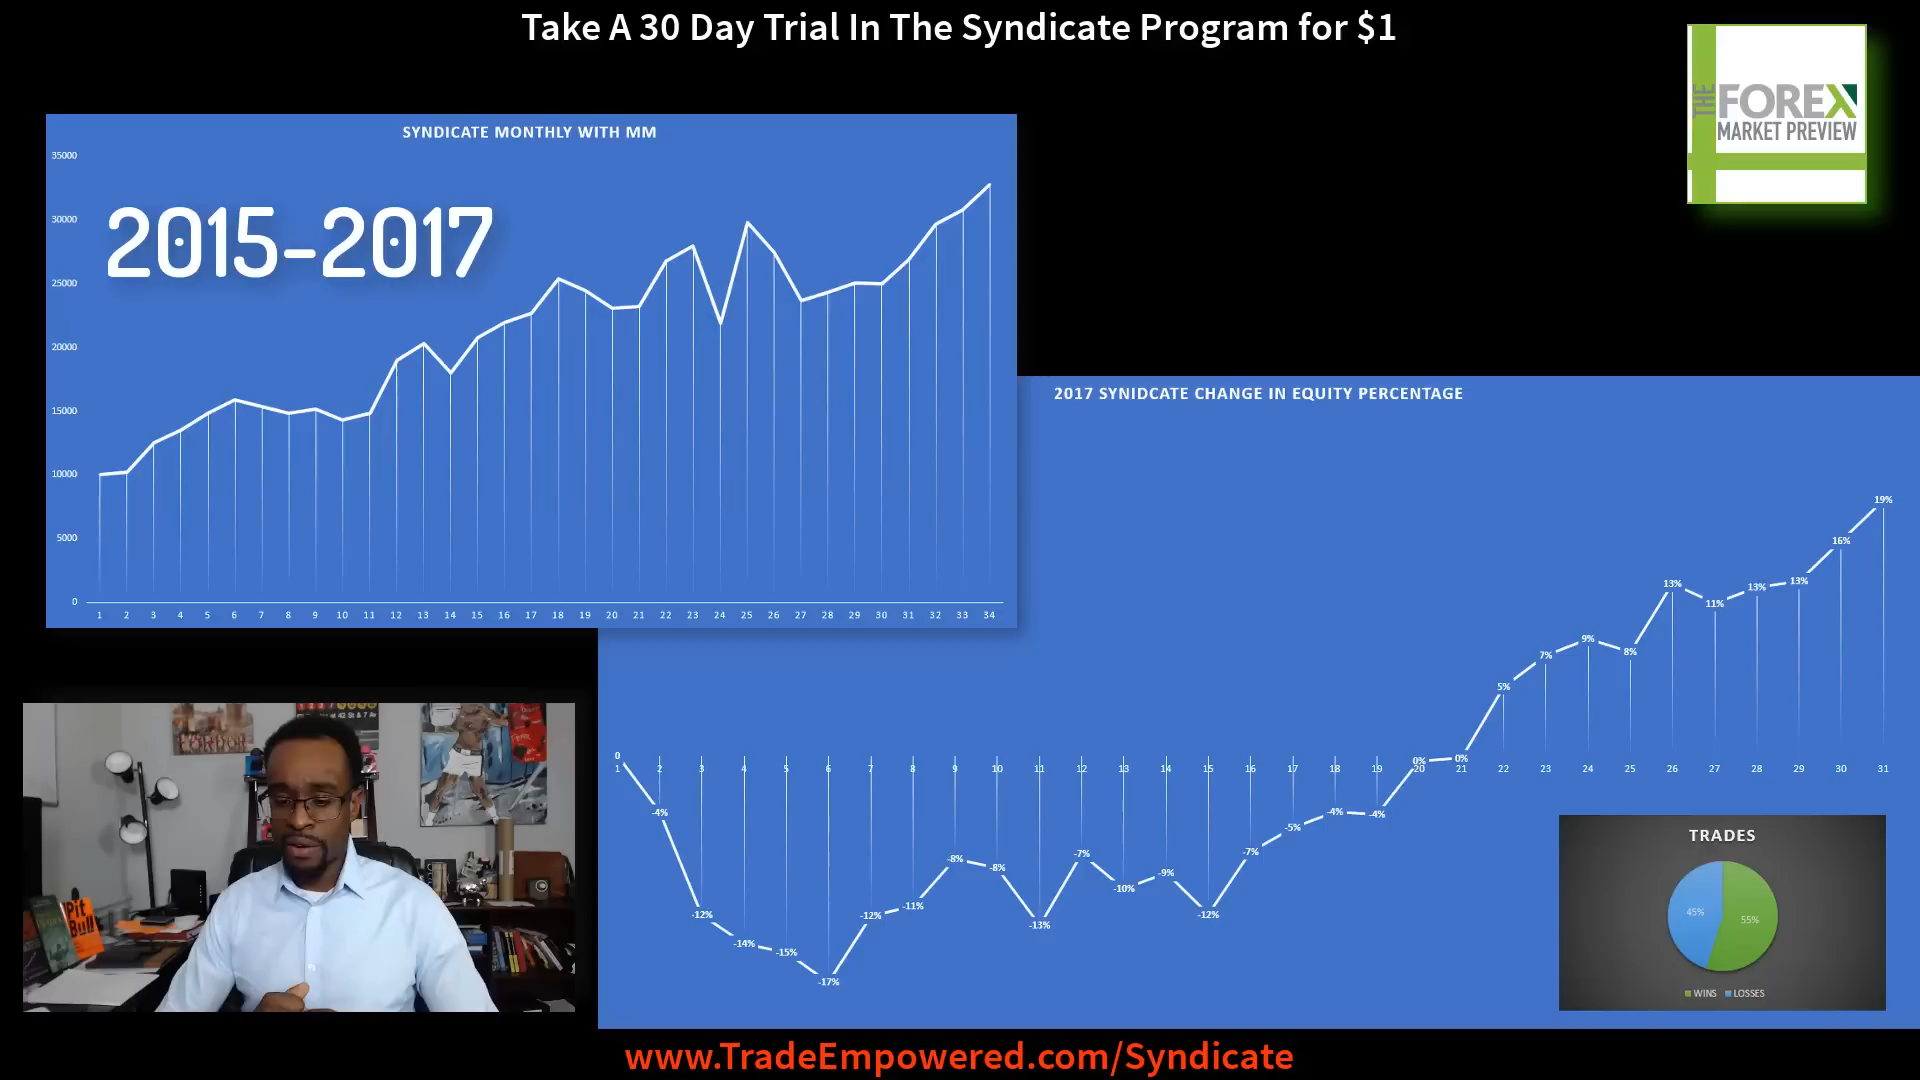 Take A 30 Day Trial In The Syndicate Program for $1
THE
FOREX
MARKET PREVIEW
SYNDICATE MONTHLY WITH MM
2015-2017
35000
30000
25000
20000
15000
10000
5000
0
1 2 3 4 5 6 7 8 9 10 11 12 13 14 15 16 17 18 19 20 21 22 23 24 25 26 27 28 29 30 31 32 33 34
2017 SYNIDCATE CHANGE IN EQUITY PERCENTAGE
0 -4% -12% -14% -15% -17% -12% -11% -8% -8% -13% -7% -10% -9% -12% -7% -5% -4% -4% 0% 0% 5% 7% 9% 8% 13% 11% 13% 13% 16% 19%
1 2 3 4 5 6 7 8 9 10 11 12 13 14 15 16 17 18 19 20 21 22 23 24 25 26 27 28 29 30 31
TRADES
45% 55%
WINS LOSSES
42 St & 7 Av
LONDON
Pit
Bull
www.TradeEmpowered.com/Syndicate